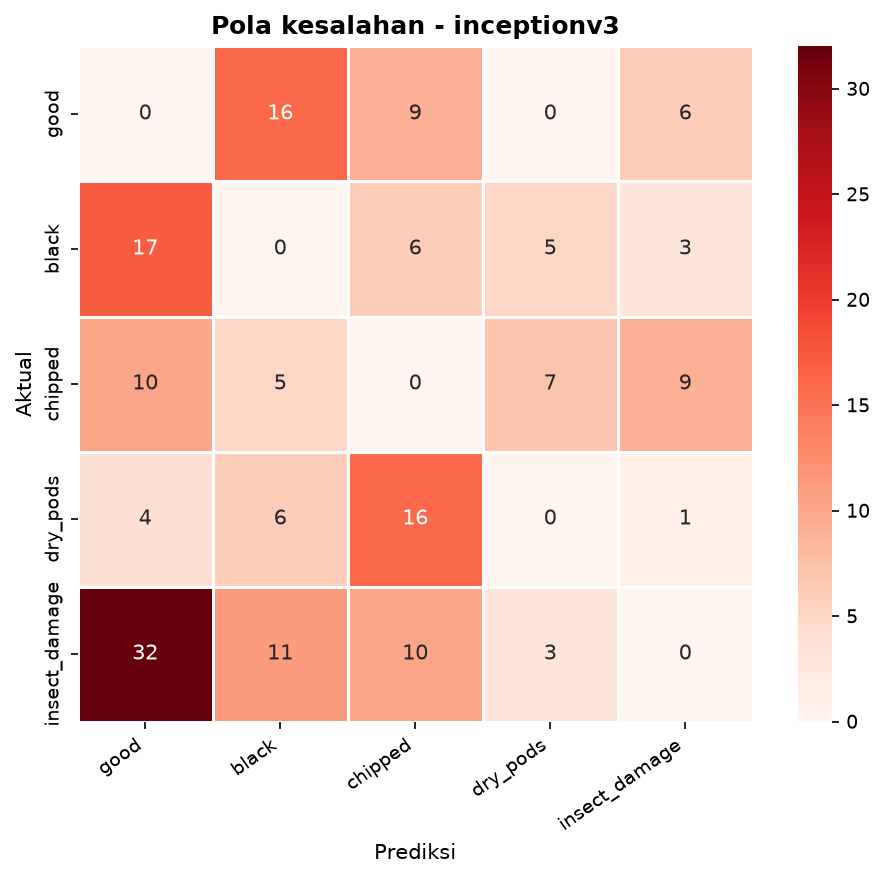 Pola kesalahan - inceptionv3
good 0 16 9 0 6
black 17 0 6 5 3
chipped 10 5 0 7 9
dry_pods 4 6 16 0 1
insect_damage 32 11 10 3 0
Aktual
good black chipped dry_pods insect_damage
Prediksi
30
25
20
15
10
5
0